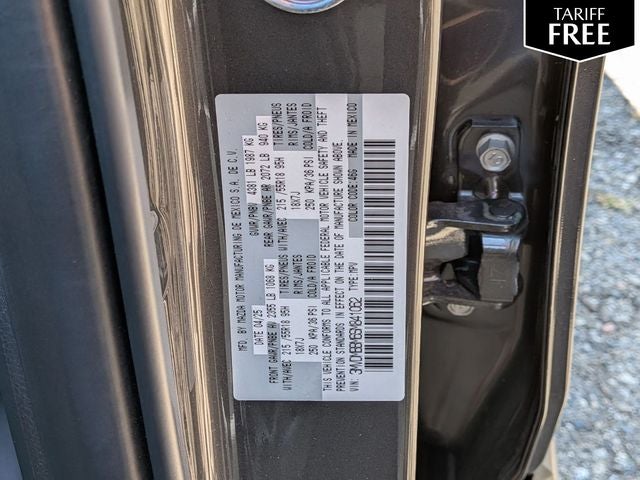 TARIFF
FREE
MFD. BY MAZDA MOTOR MANUFACTURING DE MEXICO S.A. DE C.V.
DATE 04/25 GVWR/PNBV 4381 LB 1987 KG
FRONT GAWR/PNBE AV 2355 LB 1068 KG REAR GAWR/PNBE AR 2072 LB 940 KG
WITH/AVEC 215 /55R18 95H TIRES/PNEUS WITH/AVEC 215 /55R18 95H TIRES/PNEUS
18X7J RIMS/JANTES 18X7J RIMS/JANTES
250 KPA/36 PSI COLD/A FROID 250 KPA/36 PSI COLD/A FROID
THIS VEHICLE CONFORMS TO ALL APPLICABLE FEDERAL MOTOR VEHICLE SAFETY AND THEFT
PREVENTION STANDARDS IN EFFECT ON THE DATE OF MANUFACTURE SHOWN ABOVE.
VIN: TYPE: MPV COLOR CODE: MADE IN MEXICO